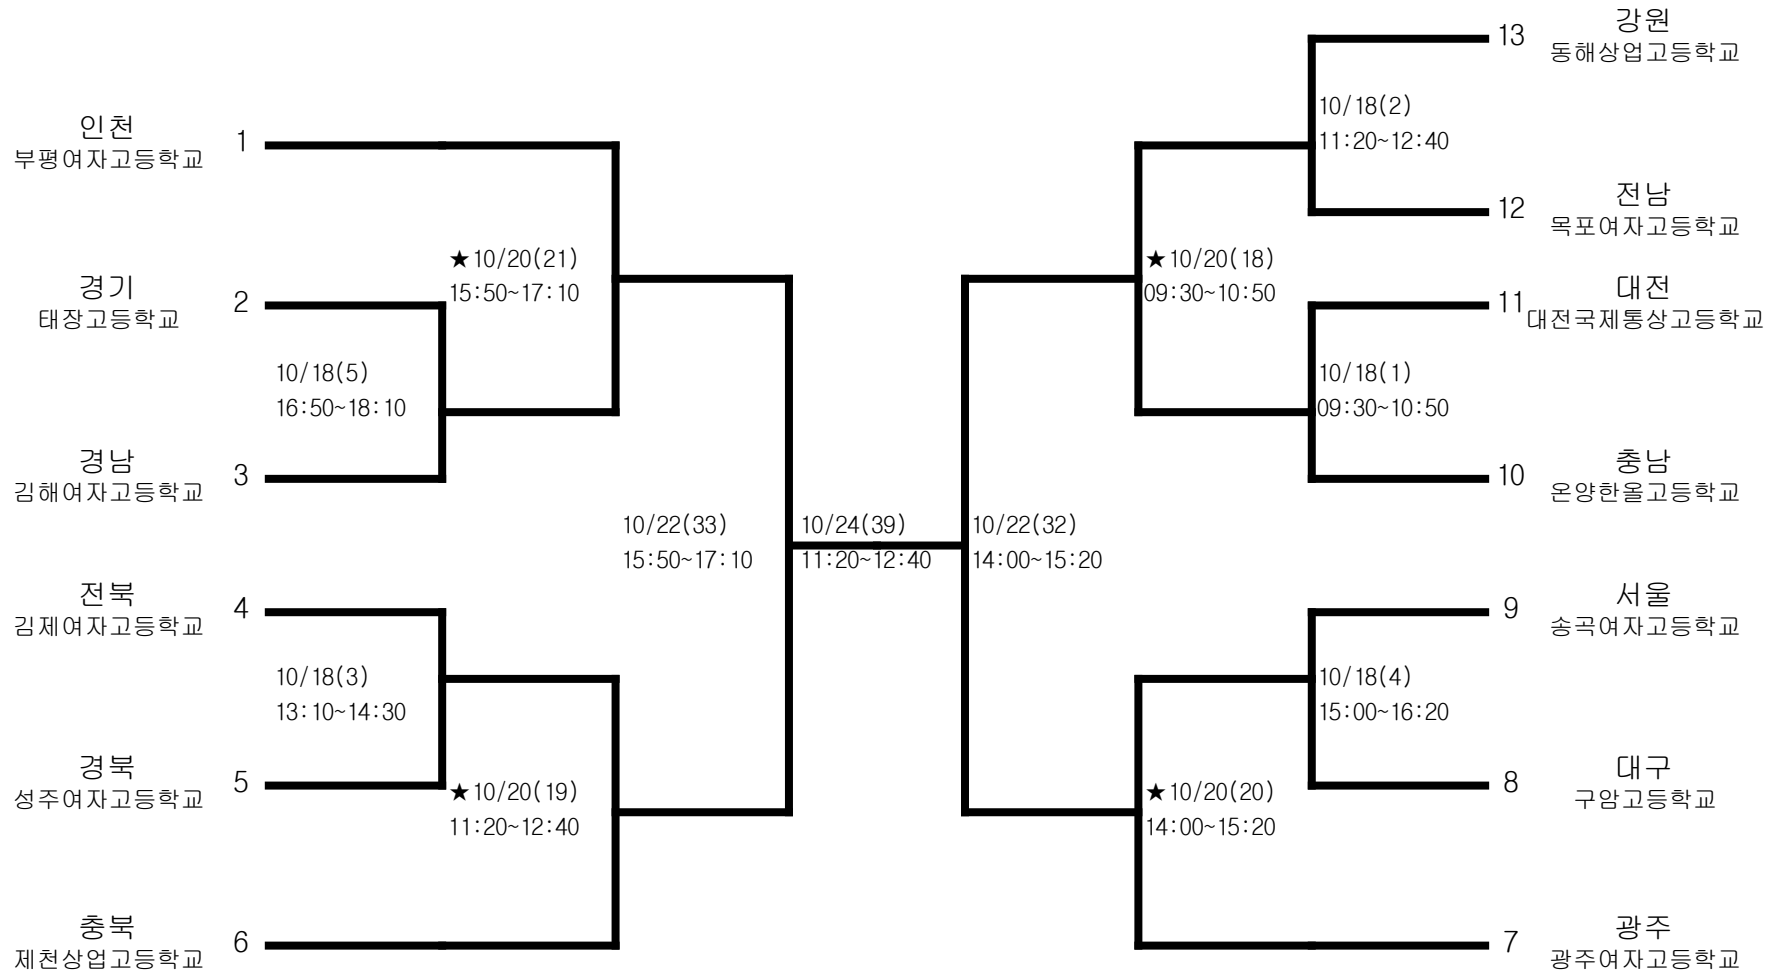 강원
13
동해상업고등학교
10/18(2)
11:20~12:40
인천
1
부평여자고등학교
전남
12
목포여자고등학교
★10/20(21)
15:50~17:10
★10/20(18)
09:30~10:50
경기
2
태장고등학교
대전
11
대전국제통상고등학교
10/18(5)
16:50~18:10
10/18(1)
09:30~10:50
경남
3
김해여자고등학교
충남
10
온양한올고등학교
10/22(33)
15:50~17:10
10/24(39)
11:20~12:40
10/22(32)
14:00~15:20
전북
4
김제여자고등학교
서울
9
송곡여자고등학교
10/18(3)
13:10~14:30
10/18(4)
15:00~16:20
경북
5
성주여자고등학교
대구
8
구암고등학교
★10/20(19)
11:20~12:40
★10/20(20)
14:00~15:20
충북
6
제천상업고등학교
광주
7
광주여자고등학교